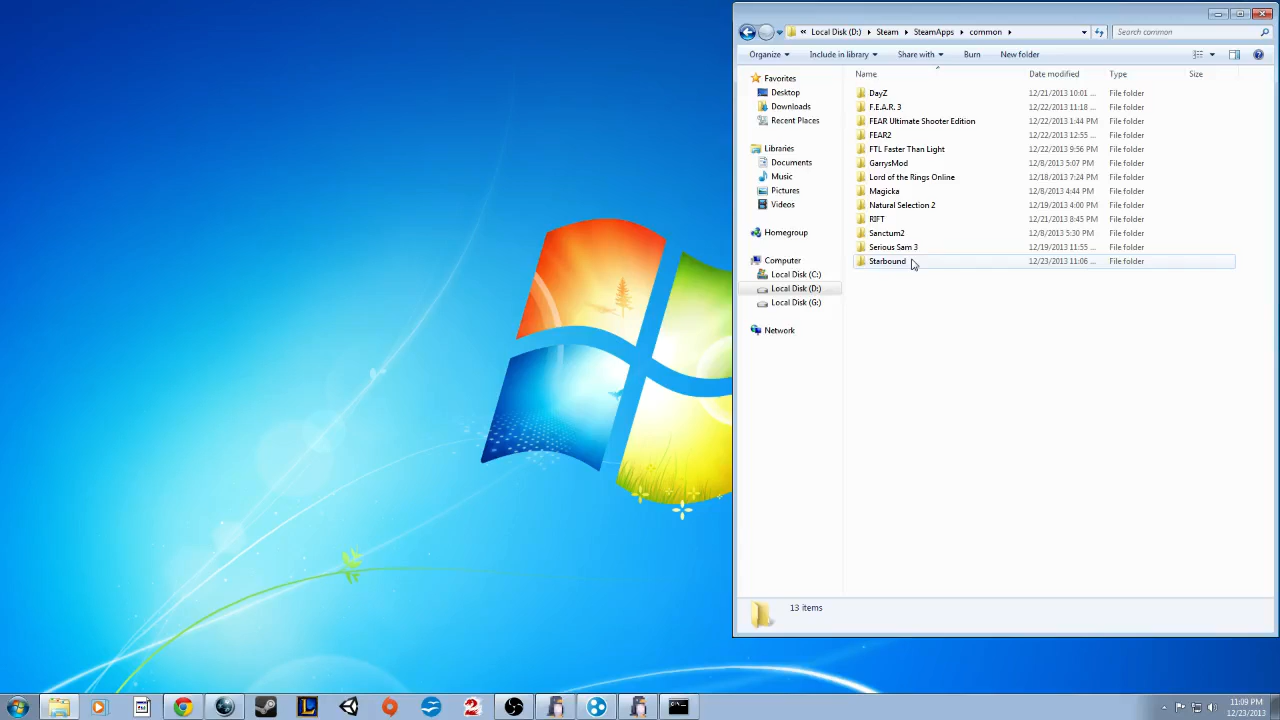 « Local Disk (D:) Steam SteamApps common Search common
Organize Include in library Share with Burn New folder
Name Date modified Type Size
Favorites
Desktop
Downloads
Recent Places
Libraries
Documents
Music
Pictures
Videos
Homegroup
Computer
Local Disk (C:)
Local Disk (D:)
Local Disk (G:)
Network
DayZ 12/21/2013 10:01 ... File folder
F.E.A.R. 3 12/22/2013 11:18 ... File folder
FEAR Ultimate Shooter Edition 12/22/2013 1:44 PM File folder
FEAR2 12/22/2013 12:55 ... File folder
FTL Faster Than Light 12/22/2013 9:56 PM File folder
GarrysMod 12/8/2013 5:07 PM File folder
Lord of the Rings Online 12/18/2013 7:24 PM File folder
Magicka 12/8/2013 4:44 PM File folder
Natural Selection 2 12/19/2013 4:00 PM File folder
RIFT 12/21/2013 8:45 PM File folder
Sanctum2 12/8/2013 5:30 PM File folder
Serious Sam 3 12/19/2013 11:55 ... File folder
Starbound 12/23/2013 11:06 ... File folder
13 items
11:09 PM
12/23/2013